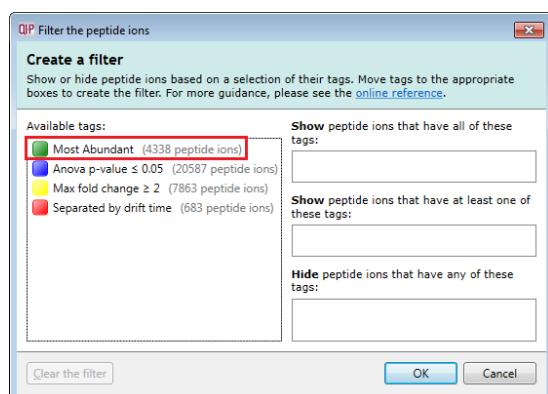 QIP Filter the peptide ions
Create a filter
Show or hide peptide ions based on a selection of their tags. Move tags to the appropriate
boxes to create the filter. For more guidance, please see the online reference.
Available tags:
Most Abundant (4338 peptide ions)
Anova p-value ≤ 0.05 (20587 peptide ions)
Max fold change ≥ 2 (7863 peptide ions)
Separated by drift time (683 peptide ions)
Show peptide ions that have all of these
tags:
Show peptide ions that have at least one of
these tags:
Hide peptide ions that have any of these
tags:
Clear the filter
OK
Cancel